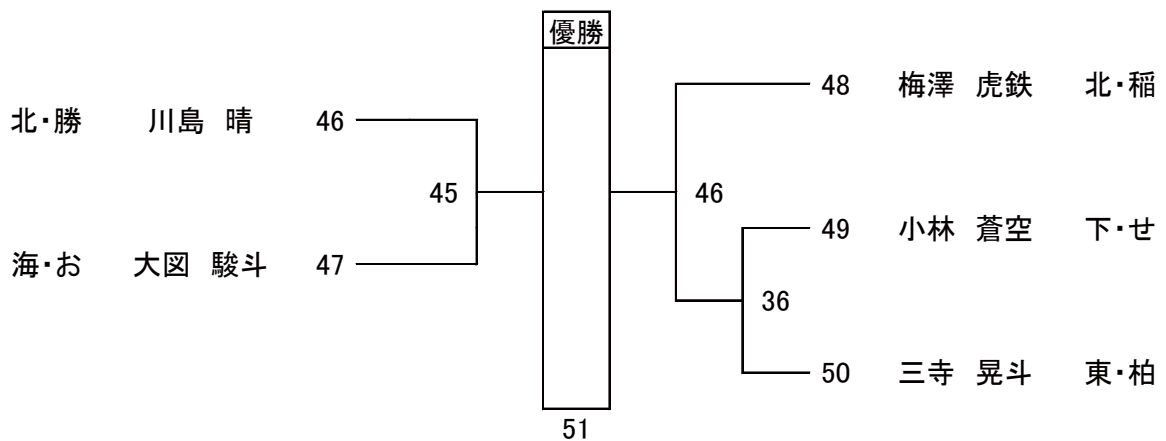 優勝
48 梅澤 虎鉄 北・稲
北・勝 川島 晴 46
45
46
49 小林 蒼空 下・せ
海・お 大図 駿斗 47
36
50 三寺 晃斗 東・柏
51